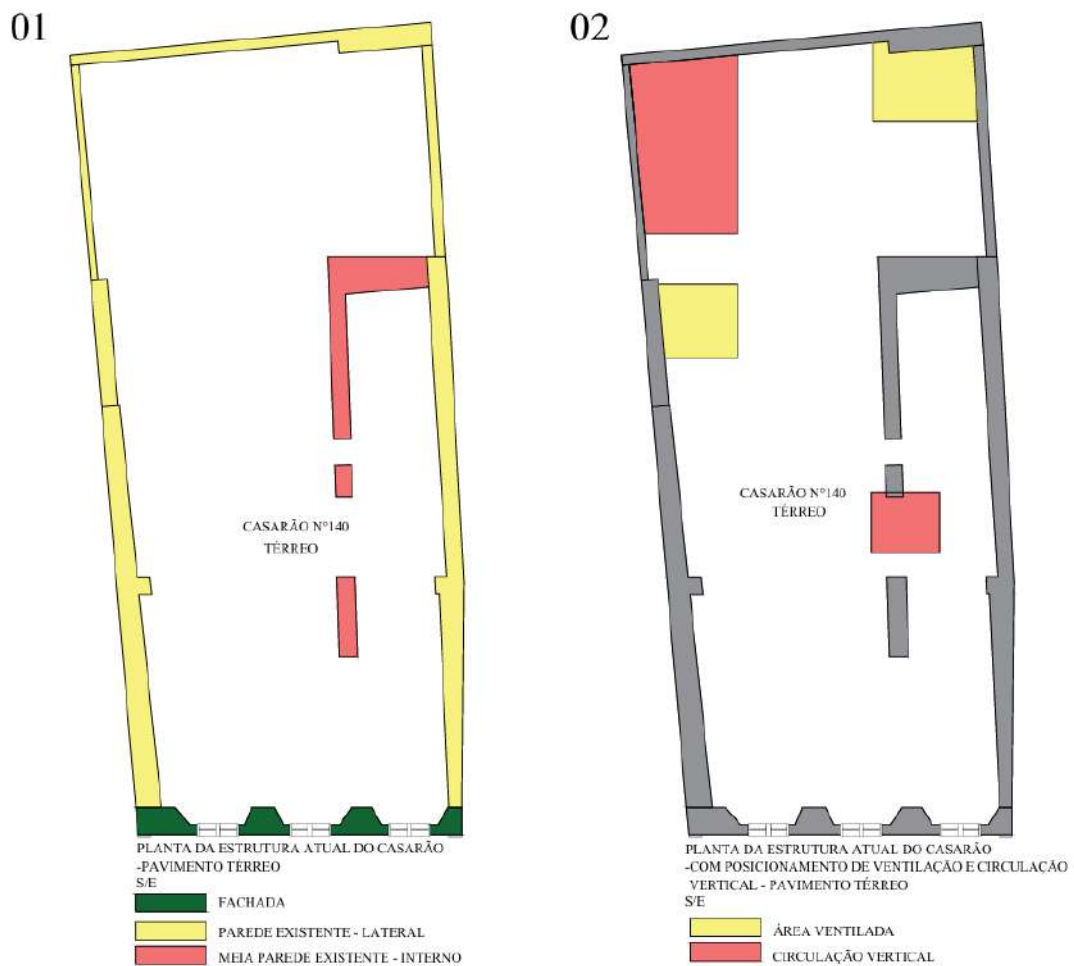 01
CASARÃO N°140
TÉRREO
PLANTA DA ESTRUTURA ATUAL DO CASARÃO
-PAVIMENTO TÉRREO
S/E
FACHADA
PAREDE EXISTENTE - LATERAL
MEIA PAREDE EXISTENTE - INTERNO
02
CASARÃO N°140
TÉRREO
PLANTA DA ESTRUTURA ATUAL DO CASARÃO
-COM POSICIONAMENTO DE VENTILAÇÃO E CIRCULAÇÃO
VERTICAL - PAVIMENTO TÉRREO
S/E
ÁREA VENTILADA
CIRCULAÇÃO VERTICAL